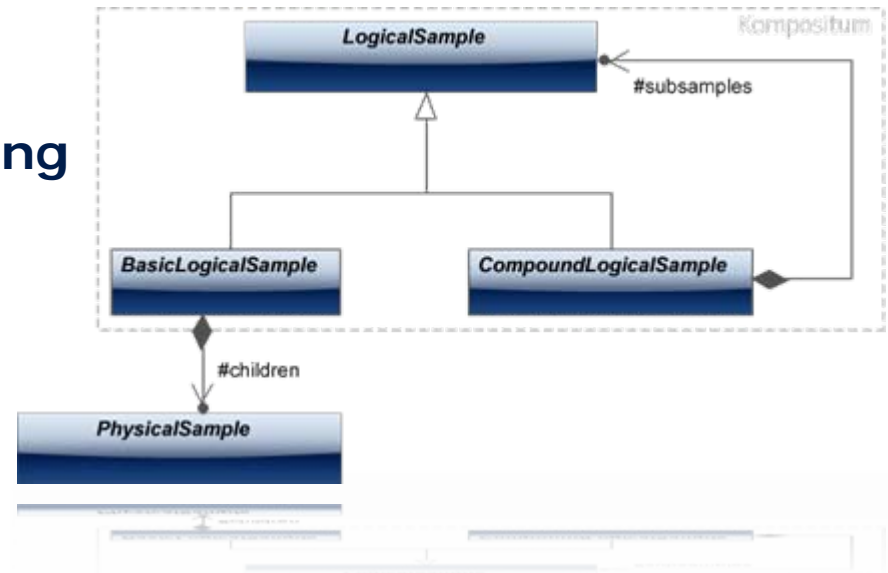 LogicalSample
Kompositum
#subsamples
ng
BasicLogicalSample
CompoundLogicalSample
#children
PhysicalSample